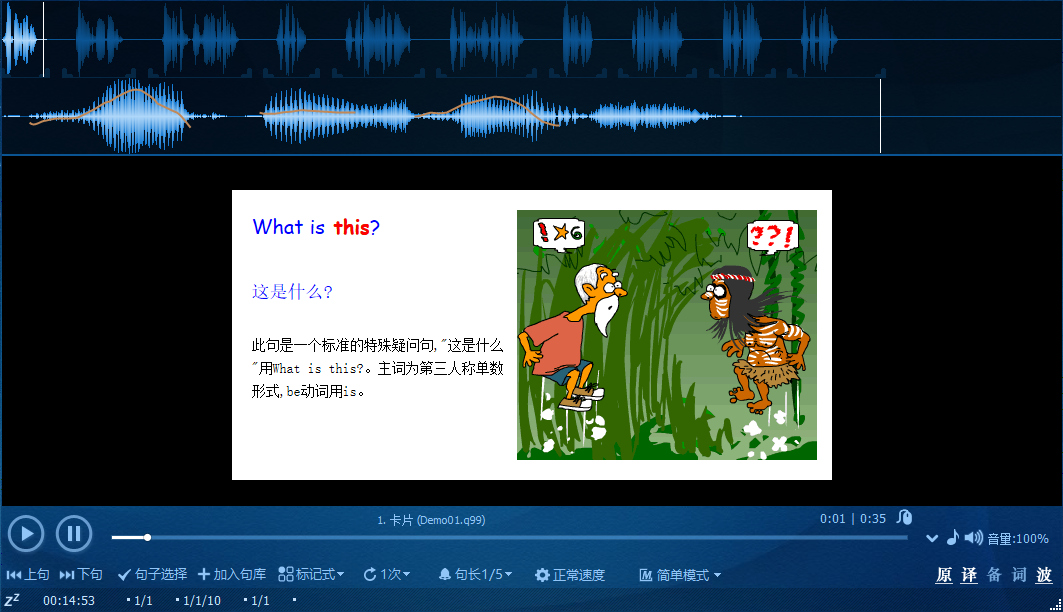 What is this?
这是什么?
此句是一个标准的特殊疑问句,"这是什么
"用What is this?。主词为第三人称单数
形式,be动词用is。
! ★ 6
? ? !
1. 卡片 (Demo01.q99)
0:01 | 0:35
音量:100%
上句 下句 句子选择 加入句库 标记式 1次 句长1/5 正常速度 M 简单模式 原 译 备 词 波
zZ 00:14:53 • 1/1 • 1/1/10 • 1/1 •